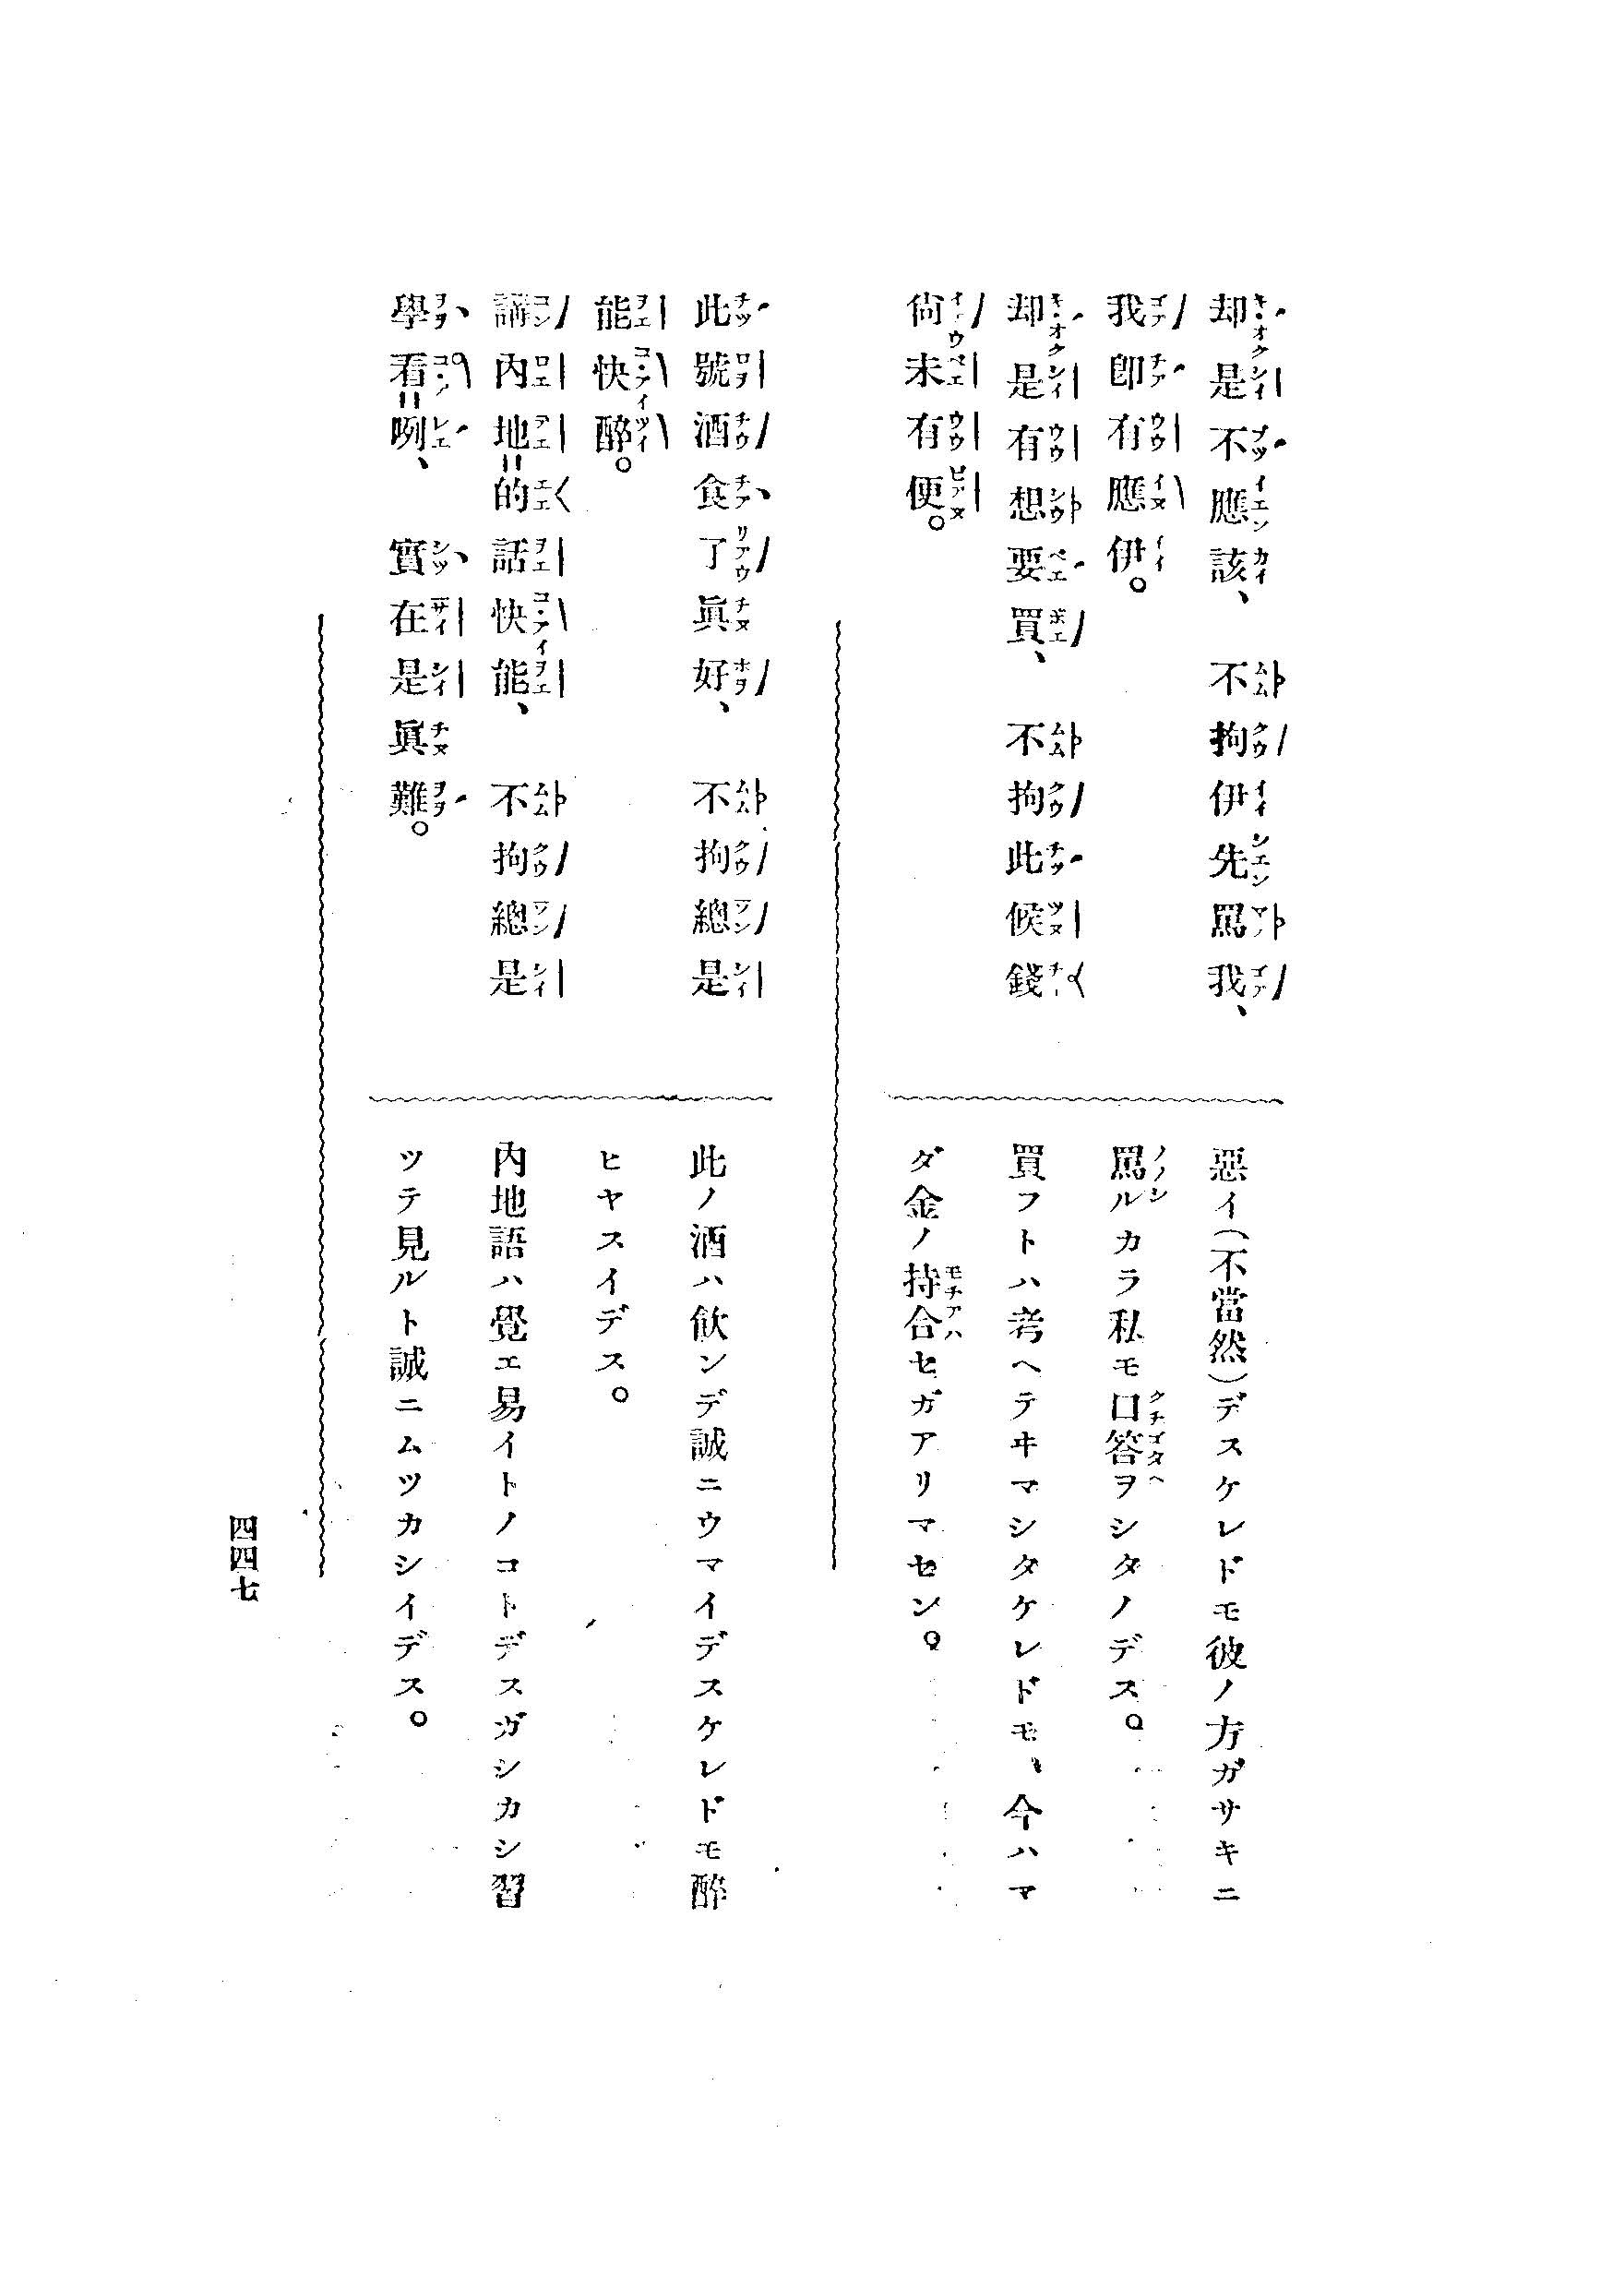 却是不應該、不拘伊先罵我、
我即有應伊。
却是有想要買、不拘此候錢
尙未有便。
惡イ(不當然)デスケレドモ彼ノ方ガサキニ
罵ルカラ私モ口答ヲシタノデス。
買フトハ考ヘテヰマシタケレドモ、今ハマ
ダ金ノ持合セガアリマセン。
此號酒食了眞好、不拘總是
能快醉。
講內地的話快能、不拘總是
學看咧、實在是眞難。
此ノ酒ハ飮ンデ誠ニウマイデスケレドモ醉
ヒヤスイデス。
內地語ハ覺エ易イトノコトデスガシカシ習
ツテ見ルト誠ニムツカシイデス。
四四七